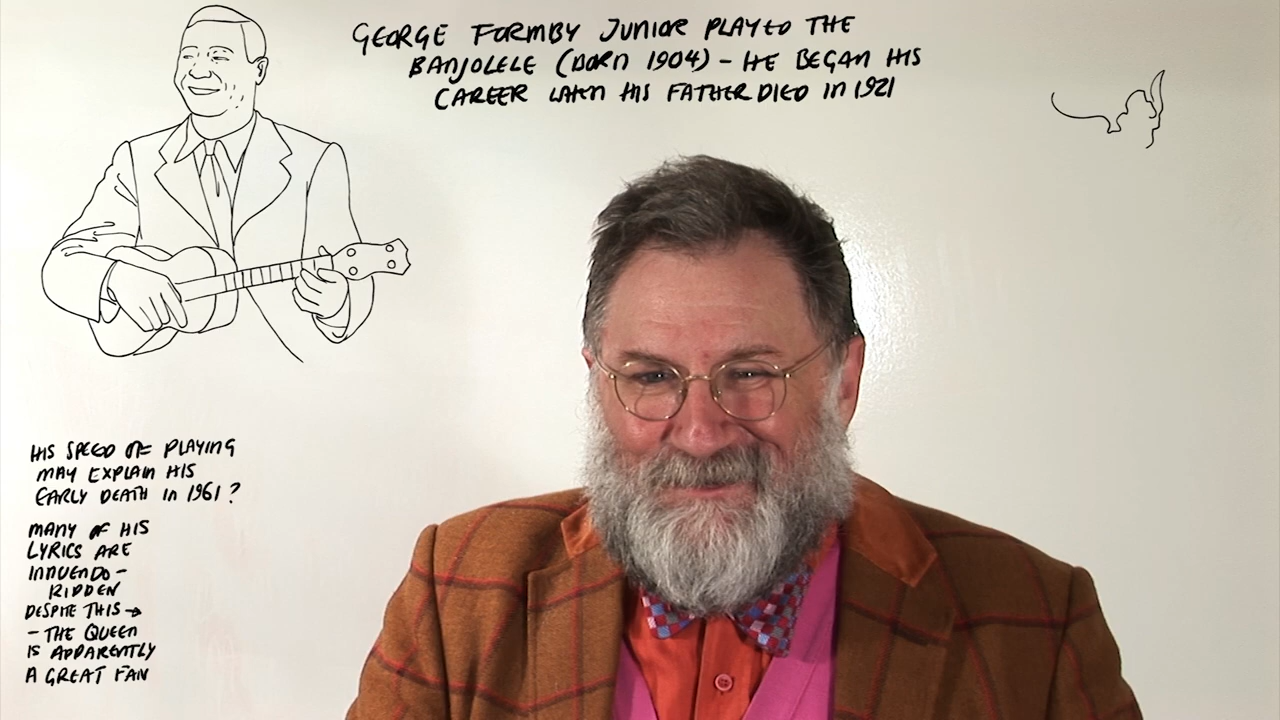 GEORGE FORMBY JUNIOR PLAYED THE
BANJOLELE (BORN 1904) - HE BEGAN HIS
CAREER WHEN HIS FATHER DIED IN 1921
HIS SPEED OF PLAYING
MAY EXPLAIN HIS
EARLY DEATH IN 1961?
MANY OF HIS
LYRICS ARE
INNUENDO -
RIDDEN
DESPITE THIS →
- THE QUEEN
IS APPARENTLY
A GREAT FAN